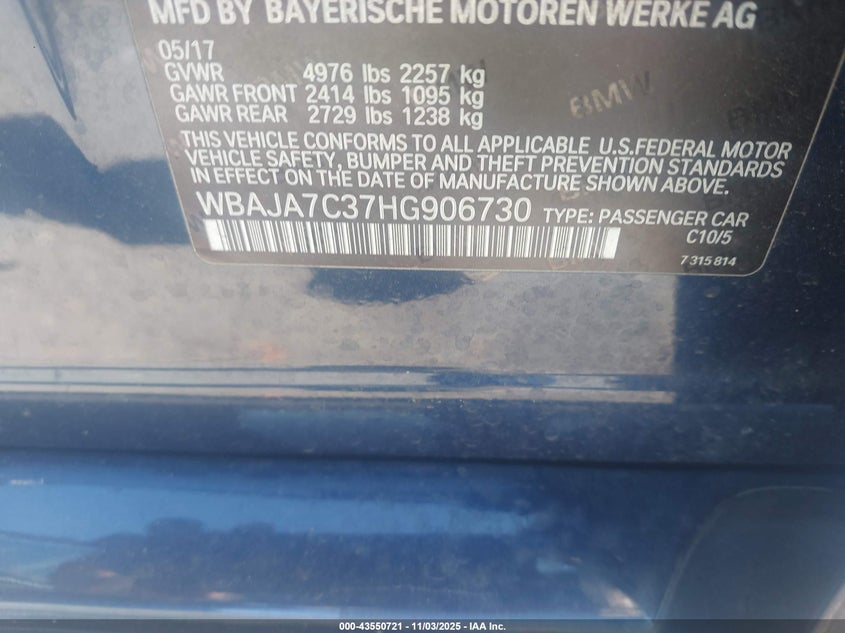 MFD BY BAYERISCHE MOTOREN WERKE AG
05/17
GVWR 4976 lbs 2257 kg
GAWR FRONT 2414 lbs 1095 kg
GAWR REAR 2729 lbs 1238 kg
BMW
THIS VEHICLE CONFORMS TO ALL APPLICABLE U.S.FEDERAL MOTOR
VEHICLE SAFETY, BUMPER AND THEFT PREVENTION STANDARDS
IN EFFECT ON THE DATE OF MANUFACTURE SHOWN ABOVE.
WBAJA7C37HG906730 TYPE: PASSENGER CAR
C10/5
7 315 814
000-43550721 - 11/03/2025 - IAA Inc.